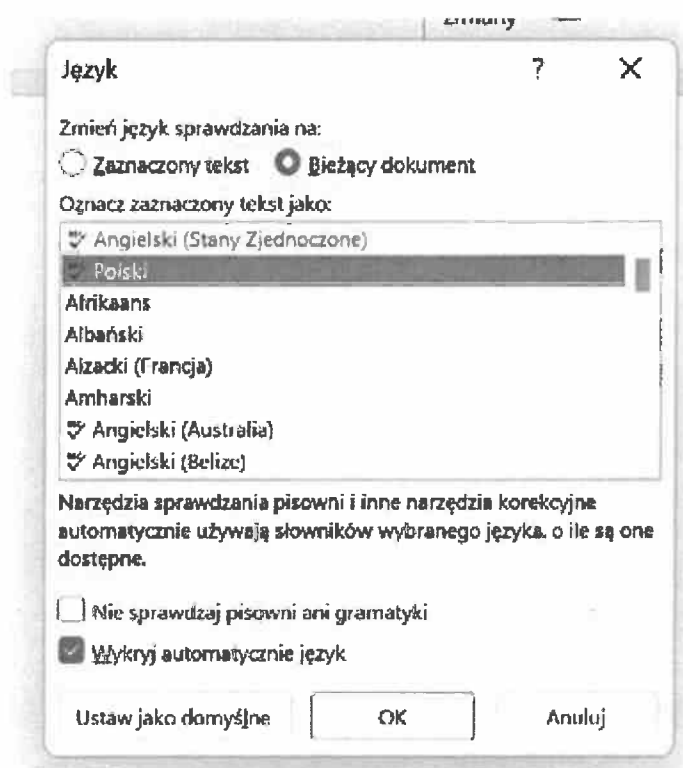 Zmiany
Język ? X
Zmień język sprawdzania na:
Zaznaczony tekst Bieżący dokument
Oznacz zaznaczony tekst jako:
Angielski (Stany Zjednoczone)
Polski
Afrikaans
Albański
Alzacki (Francja)
Amharski
Angielski (Australia)
Angielski (Belize)
Narzędzia sprawdzania pisowni i inne narzędzia korekcyjne
automatycznie używają słowników wybranego języka, o ile są one
dostępne.
Nie sprawdzaj pisowni ani gramatyki
Wykryj automatycznie język
Ustaw jako domyślne OK Anuluj